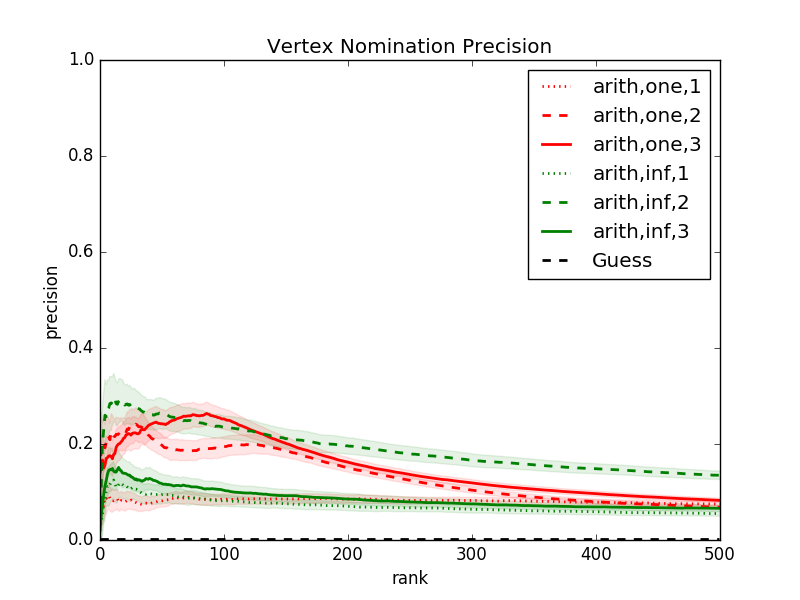 Vertex Nomination Precision
1.0
0.8
0.6
0.4
0.2
0.0
precision
arith,one,1
arith,one,2
arith,one,3
arith,inf,1
arith,inf,2
arith,inf,3
Guess
0 100 200 300 400 500
rank